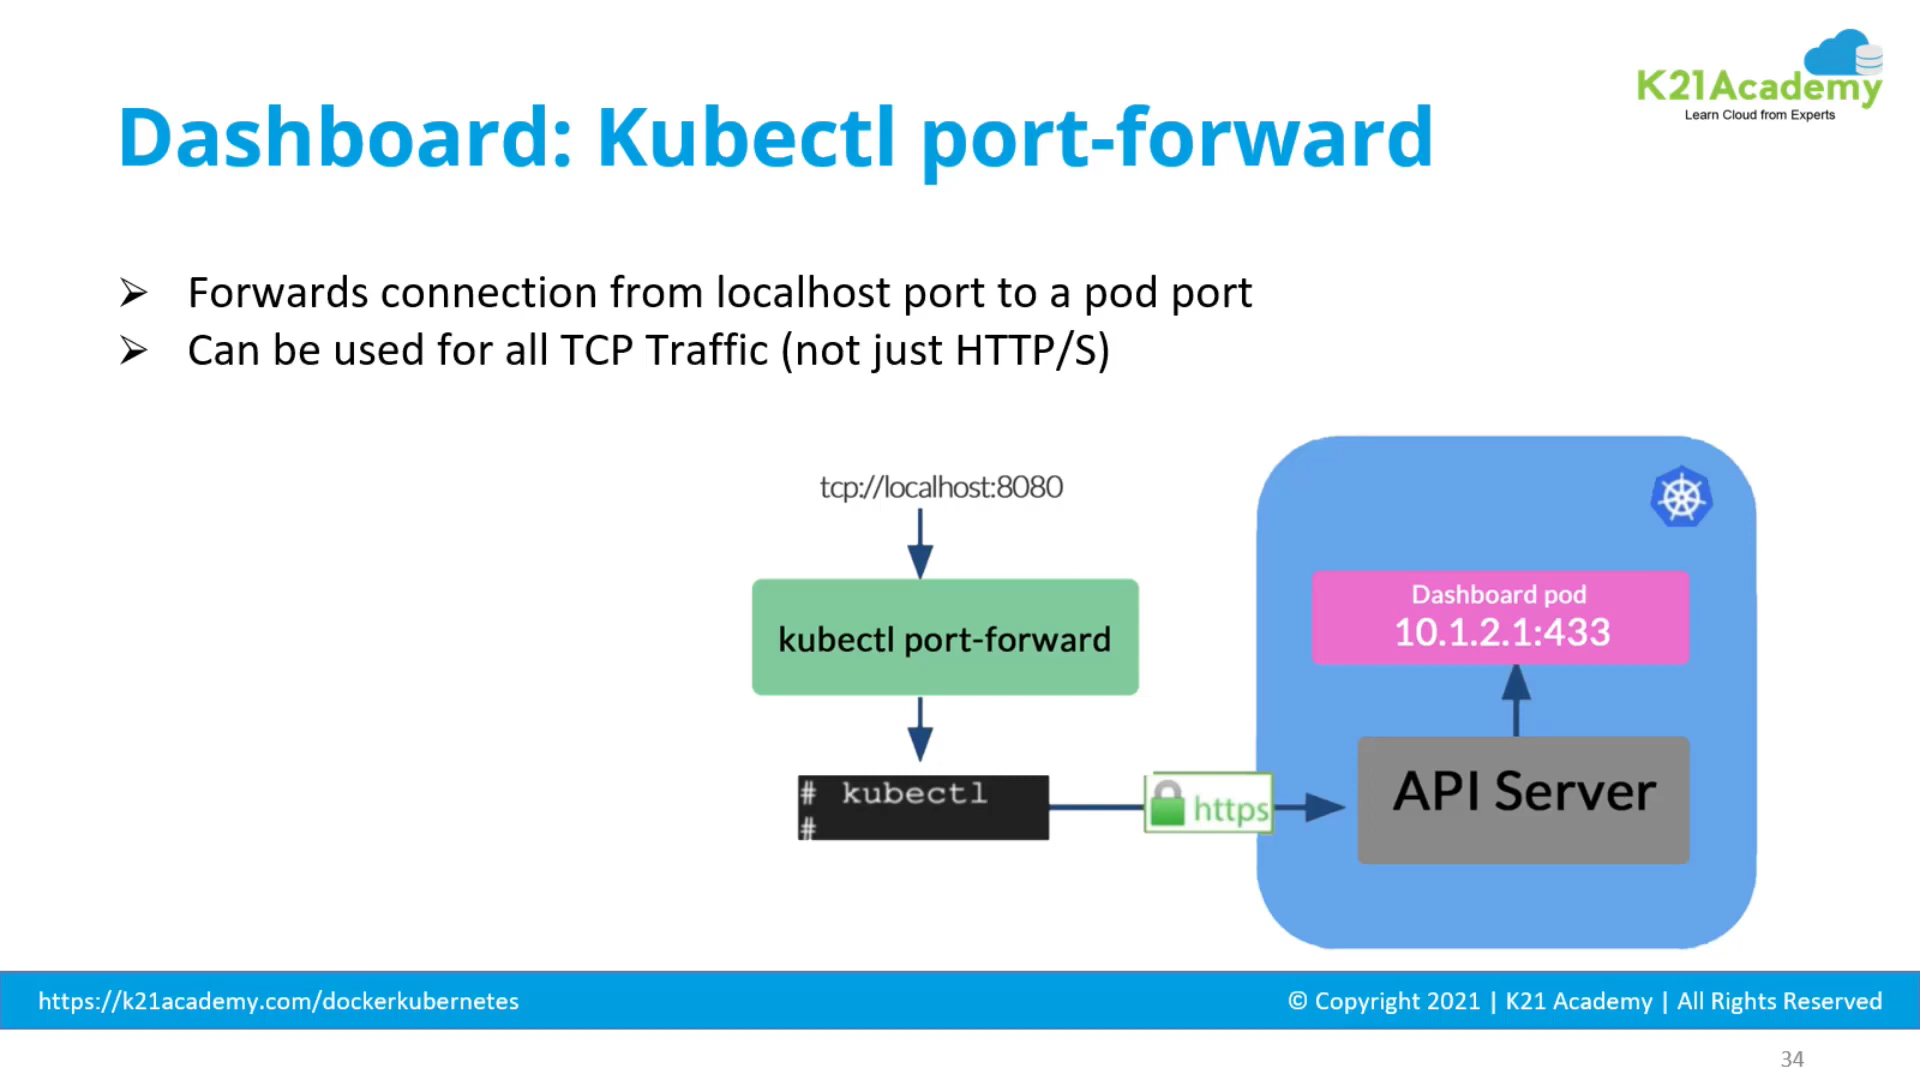 K21Academy
Learn Cloud from Experts
Dashboard: Kubectl port-forward
Forwards connection from localhost port to a pod port
Can be used for all TCP Traffic (not just HTTP/S)
tcp://localhost:8080
kubectl port-forward
# kubectl
#
https
Dashboard pod
10.1.2.1:433
API Server
https://k21academy.com/dockerkubernetes
© Copyright 2021 | K21 Academy | All Rights Reserved
34